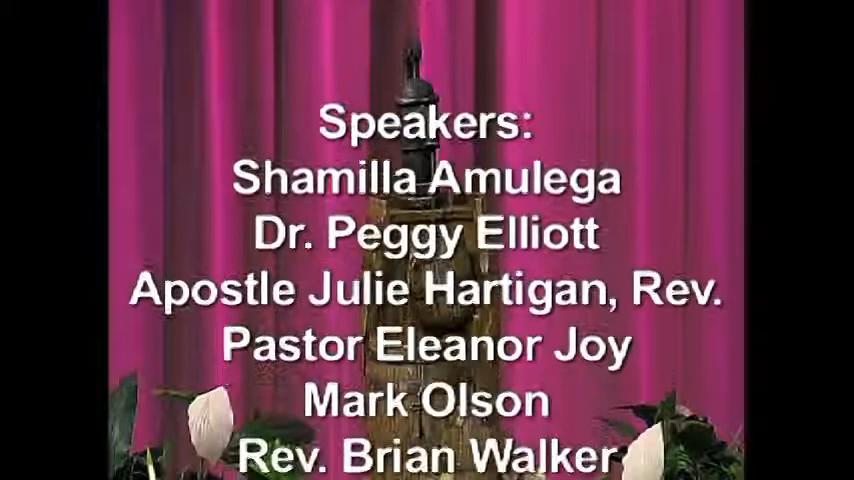 Speakers:
Shamilla Amulega
Dr. Peggy Elliott
Apostle Julie Hartigan, Rev.
Pastor Eleanor Joy
Mark Olson
Rev. Brian Walker